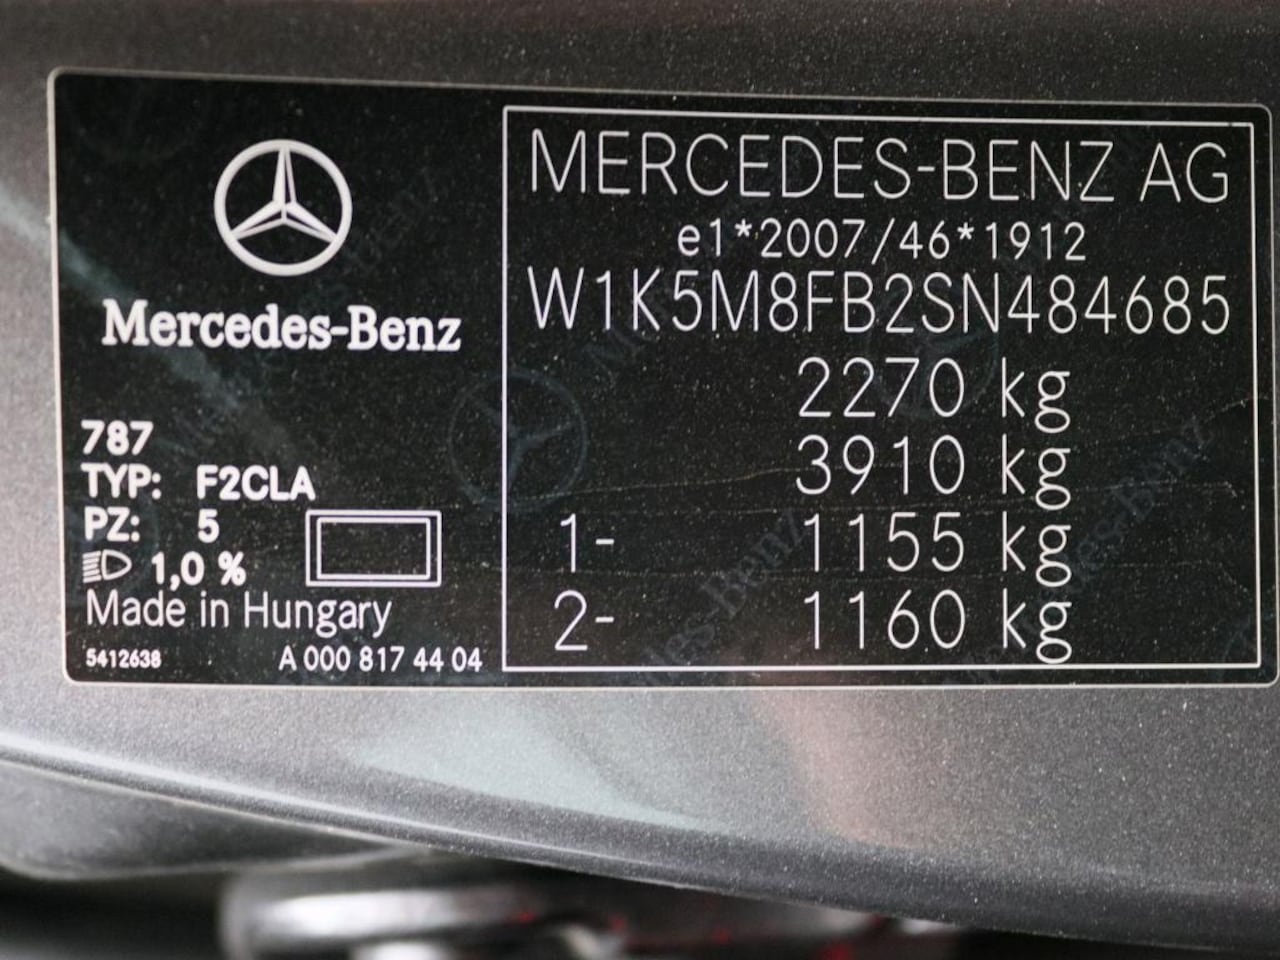 Mercedes-Benz
787
TYP: F2CLA
PZ: 5
1,0 %
Made in Hungary
5412638 A 000 817 44 04
MERCEDES-BENZ AG
e1*2007/46*1912
W1K5M8FB2SN484685
2270 kg
3910 kg
1- 1155 kg
2- 1160 kg